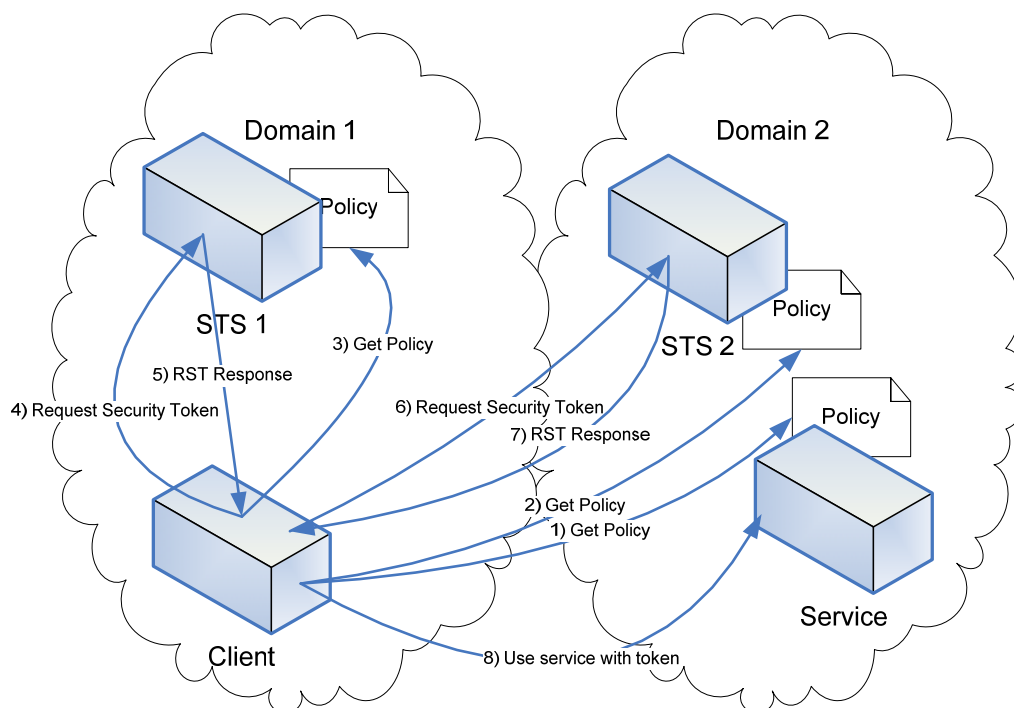 Domain 1
Domain 2
Policy
STS 1
Policy
STS 2
3) Get Policy
5) RST Response
4) Request Security Token
6) Request Security Token
7) RST Response
Policy
2) Get Policy
1) Get Policy
Service
Client
8) Use service with token